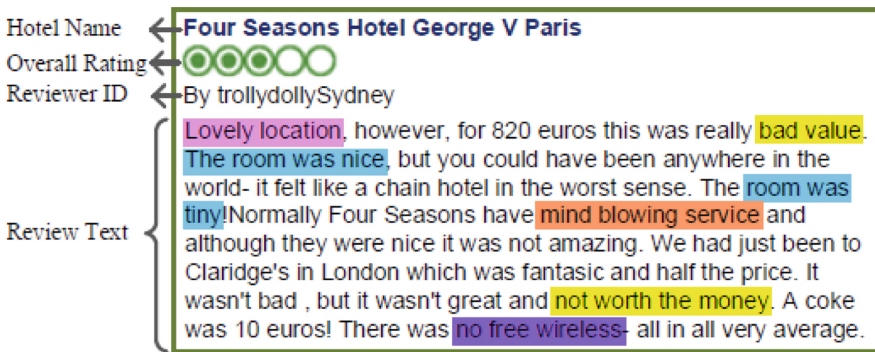 Hotel Name
Four Seasons Hotel George V Paris
Overall Rating
Reviewer ID
By trollydollySydney
Review Text
Lovely location, however, for 820 euros this was really bad value.
The room was nice, but you could have been anywhere in the
world- it felt like a chain hotel in the worst sense. The room was
tiny!Normally Four Seasons have mind blowing service and
although they were nice it was not amazing. We had just been to
Claridge's in London which was fantasic and half the price. It
wasn't bad , but it wasn't great and not worth the money. A coke
was 10 euros! There was no free wireless- all in all very average.